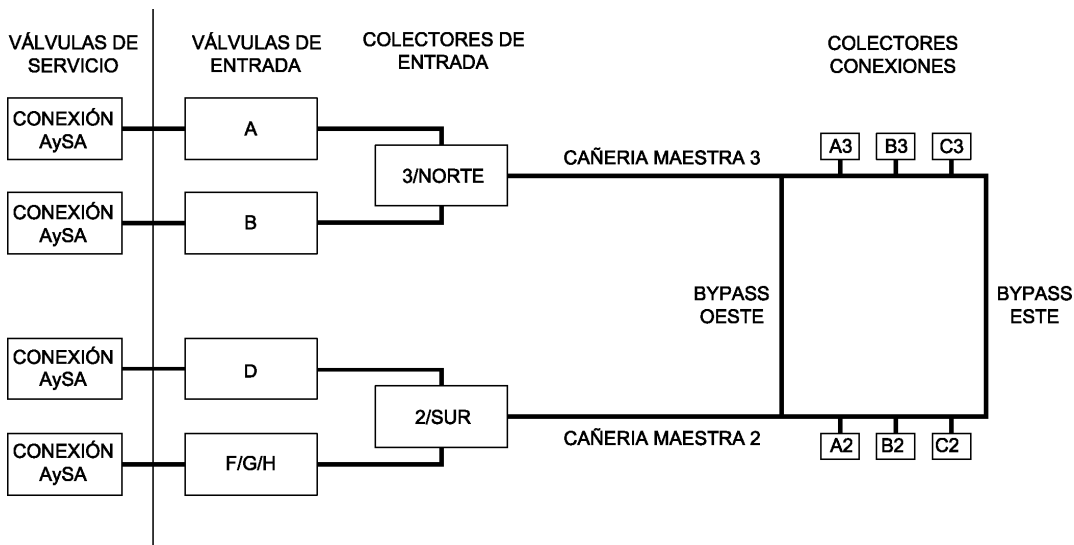 VÁLVULAS DE
SERVICIO
VÁLVULAS DE
ENTRADA
COLECTORES DE
ENTRADA
COLECTORES
CONEXIONES
CONEXIÓN
AySA
A
3/NORTE
CAÑERIA MAESTRA 3
A3
B3
C3
CONEXIÓN
AySA
B
BYPASS
OESTE
BYPASS
ESTE
CONEXIÓN
AySA
D
2/SUR
CAÑERIA MAESTRA 2
A2
B2
C2
CONEXIÓN
AySA
F/G/H